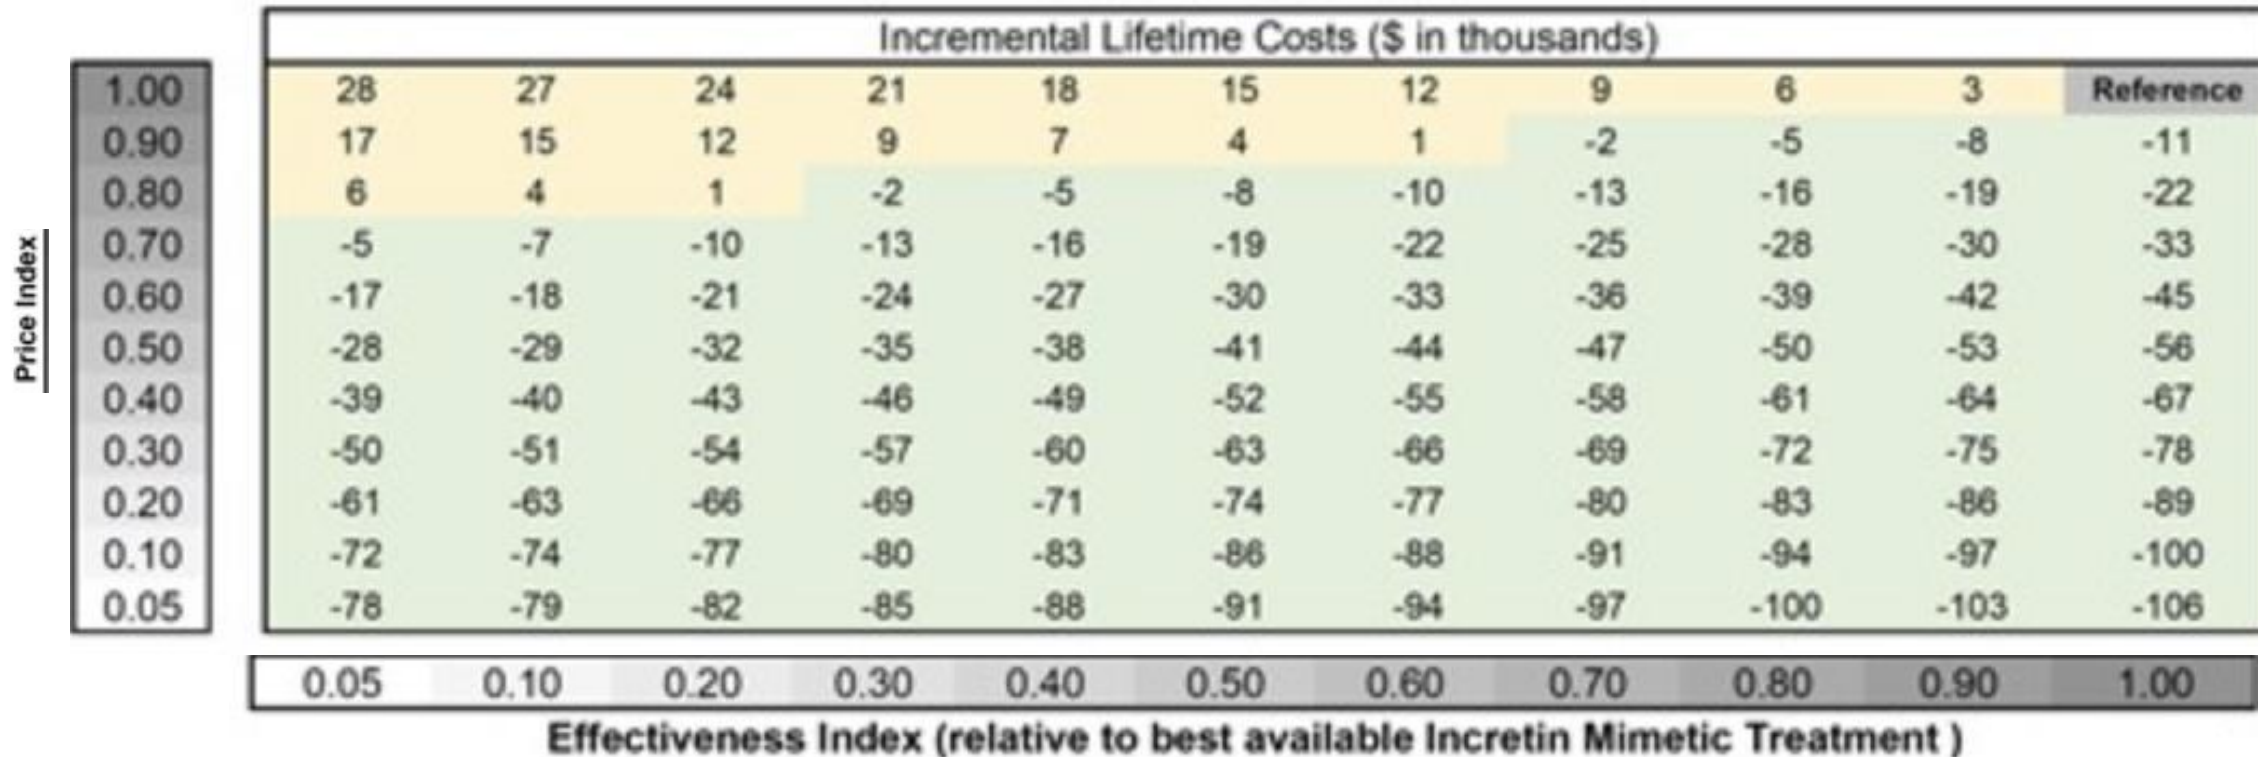 Incremental Lifetime Costs ($ in thousands)
1.00 28 27 24 21 18 15 12 9 6 3 Reference
0.90 17 15 12 9 7 4 1 -2 -5 -8 -11
0.80 6 4 1 -2 -5 -8 -10 -13 -16 -19 -22
0.70 -5 -7 -10 -13 -16 -19 -22 -25 -28 -30 -33
0.60 -17 -18 -21 -24 -27 -30 -33 -36 -39 -42 -45
0.50 -28 -29 -32 -35 -38 -41 -44 -47 -50 -53 -56
0.40 -39 -40 -43 -46 -49 -52 -55 -58 -61 -64 -67
0.30 -50 -51 -54 -57 -60 -63 -66 -69 -72 -75 -78
0.20 -61 -63 -66 -69 -71 -74 -77 -80 -83 -86 -89
0.10 -72 -74 -77 -80 -83 -86 -88 -91 -94 -97 -100
0.05 -78 -79 -82 -85 -88 -91 -94 -97 -100 -103 -106
Price Index
0.05 0.10 0.20 0.30 0.40 0.50 0.60 0.70 0.80 0.90 1.00
Effectiveness Index (relative to best available Incretin Mimetic Treatment )